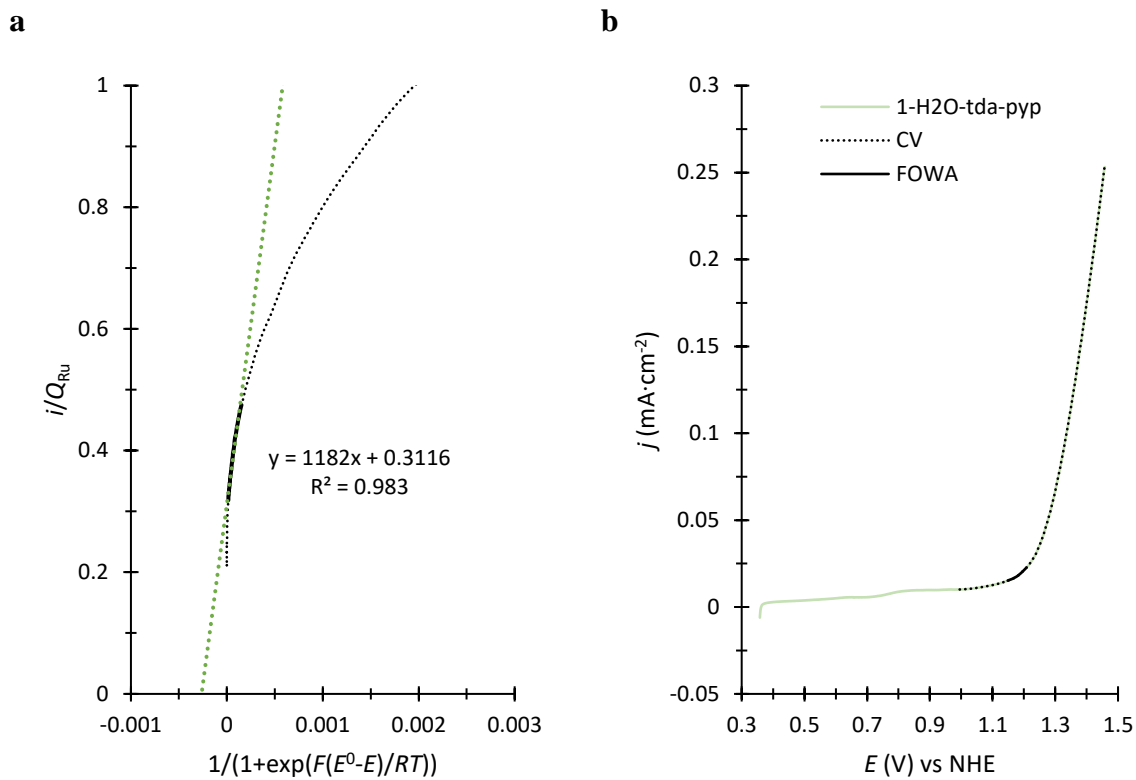 a
1
0.8
0.6
0.4
0.2
0
-0.001
0
0.001
0.002
0.003
i/Q_Ru
y = 1182x + 0.3116
R² = 0.983
1/(1+exp(F(E⁰-E)/RT))
b
0.3
0.25
0.2
0.15
0.1
0.05
0
-0.05
0.3
0.5
0.7
0.9
1.1
1.3
1.5
j (mA·cm⁻²)
1-H2O-tda-pyp
CV
FOWA
E (V) vs NHE